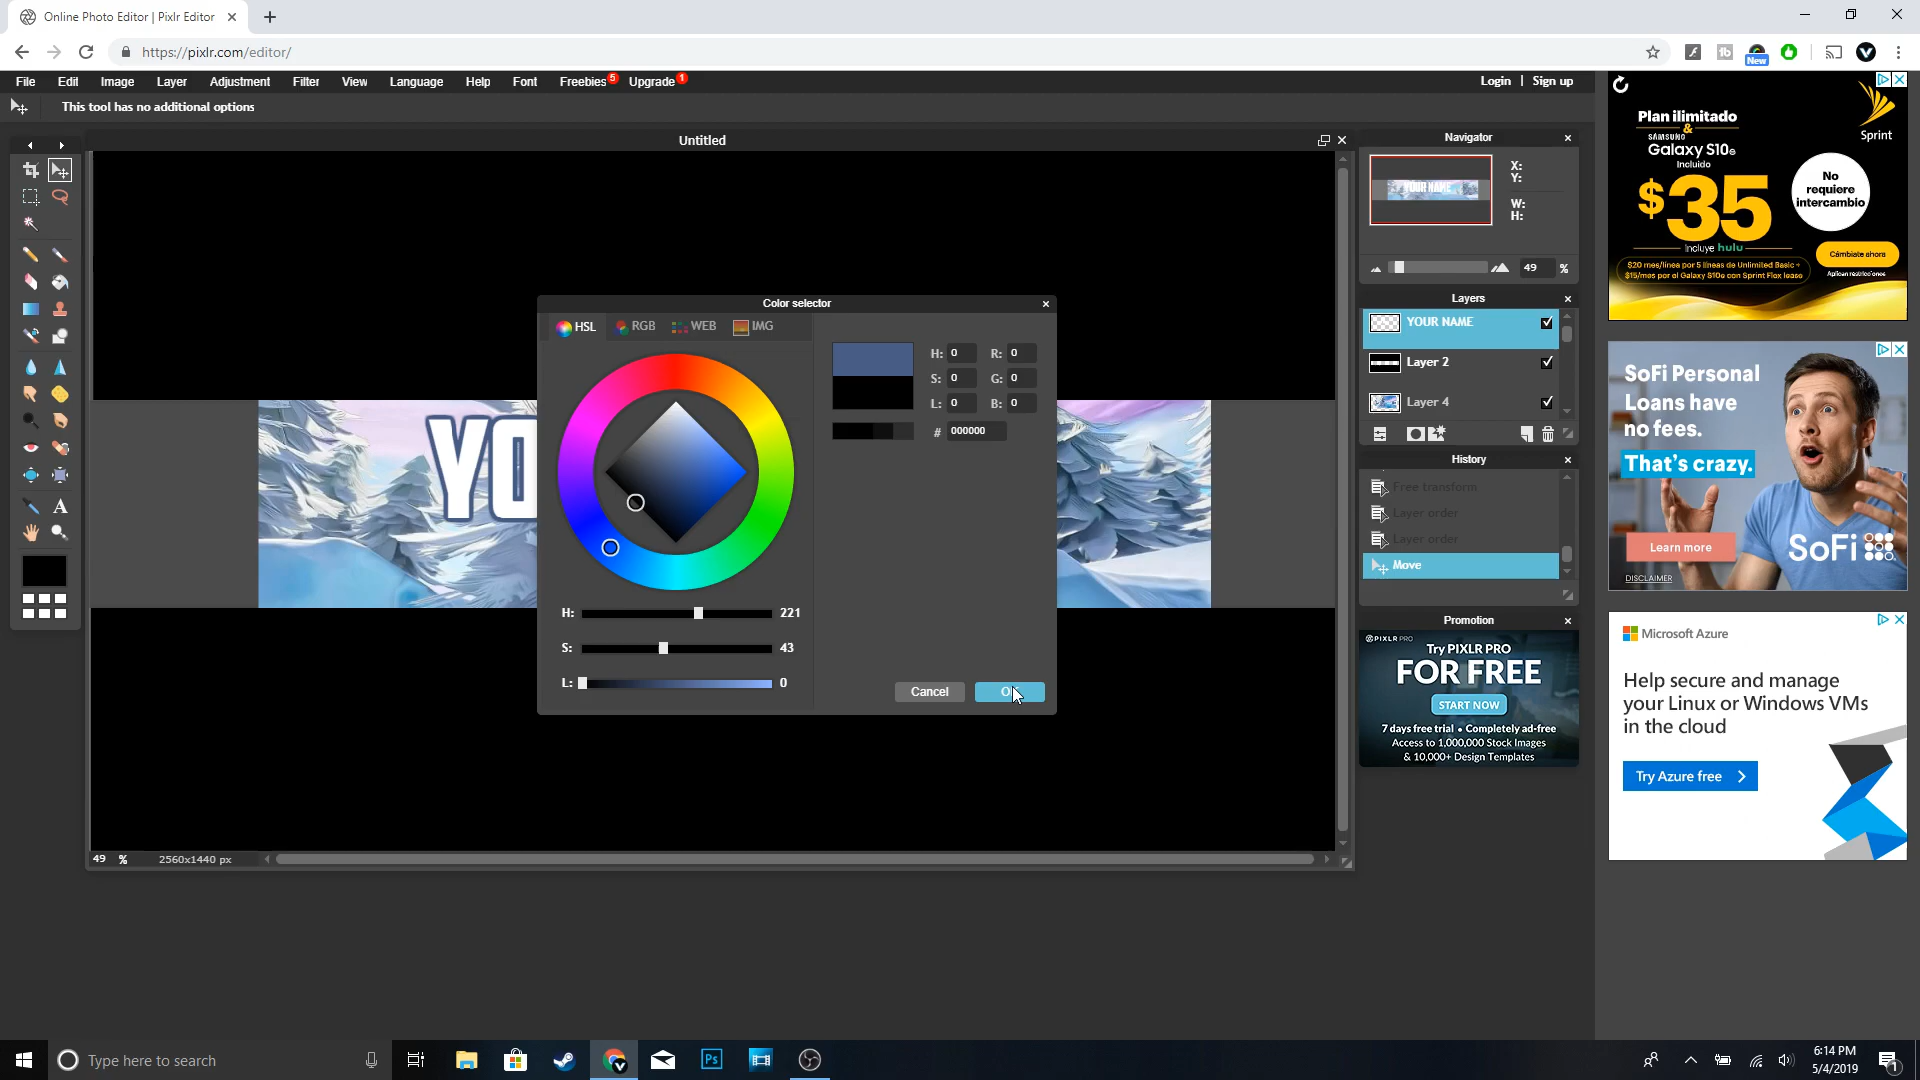 Online Photo Editor | Pixlr Editor
https://pixlr.com/editor/
New
File Edit Image Layer Adjustment Filter View Language Help Font Freebies 5 Upgrade 1
Login | Sign up
This tool has no additional options
Untitled
YO
49 % 2560x1440 px
Color selector
HSL RGB WEB IMG
H: 0 R: 0
S: 0 G: 0
L: 0 B: 0
# 000000
H: 221
S: 43
L: 0
Cancel
Navigator
YOUR NAME
X:
Y:
W:
H:
49 %
Layers
YOUR NAME
Layer 2
Layer 4
History
Free transform
Layer order
Layer order
Move
Promotion
PIXLR PRO
Try PIXLR PRO
FOR FREE
START NOW
7 days free trial • Completely ad-free
Access to 1,000,000 Stock Images
& 10,000+ Design Templates
Plan ilimitado
&
SAMSUNG
Galaxy S10e
Incluido
$35
Incluye hulu
No
requiere
intercambio
Sprint
Cámbiate ahora
$20 mes/línea por 5 líneas de Unlimited Basic +
$15/mes por el Galaxy S10e con Sprint Flex lease
Aplican restricciones
SoFi Personal
Loans have
no fees.
That's crazy.
Learn more
SoFi
DISCLAIMER
Microsoft Azure
Help secure and manage
your Linux or Windows VMs
in the cloud
Try Azure free
Type here to search
Ps
6:14 PM
5/4/2019
1